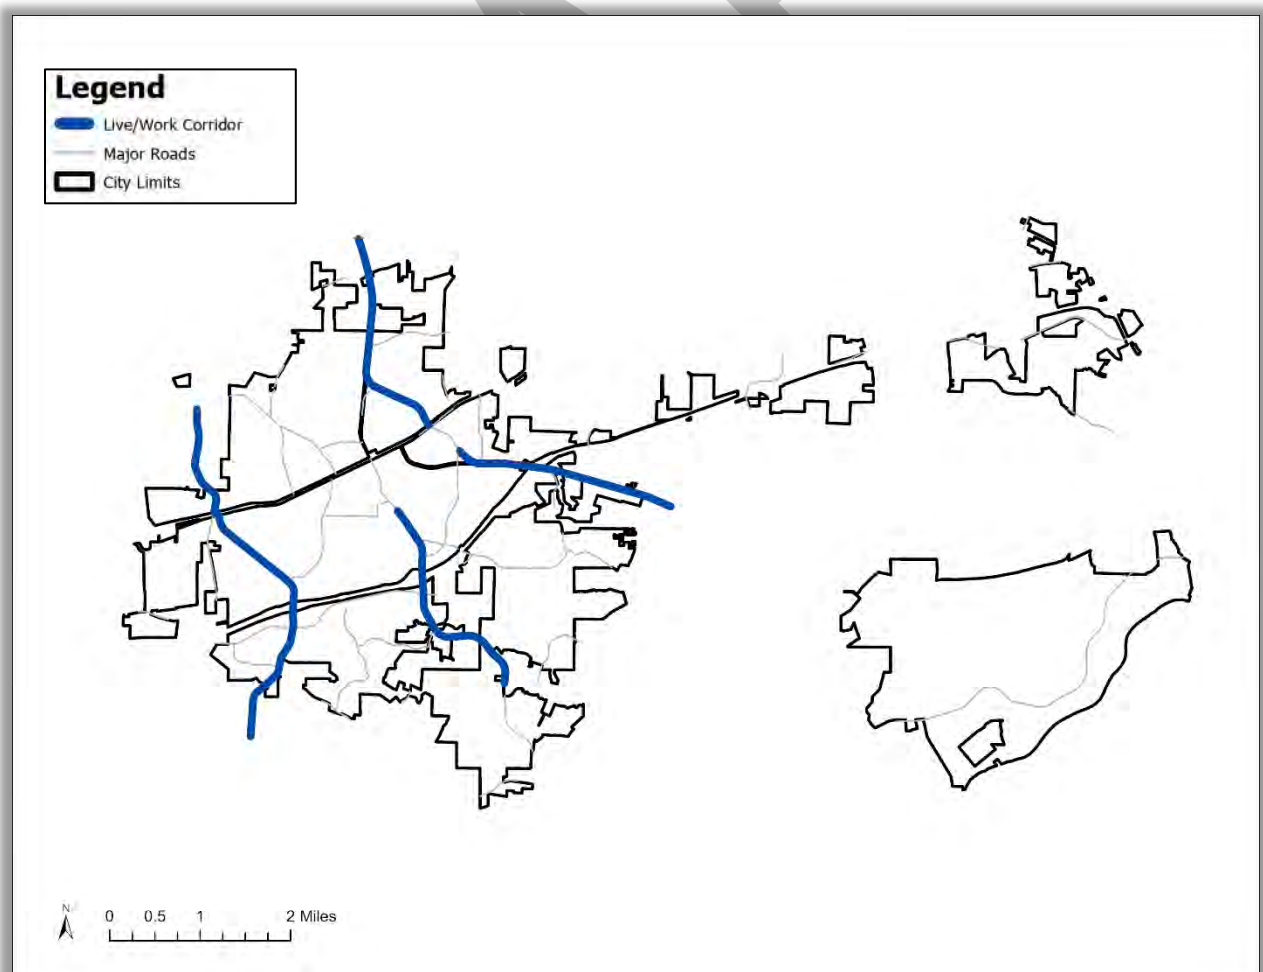 Legend
Live/Work Corridor
Major Roads
City Limits
N
0 0.5 1 2 Miles